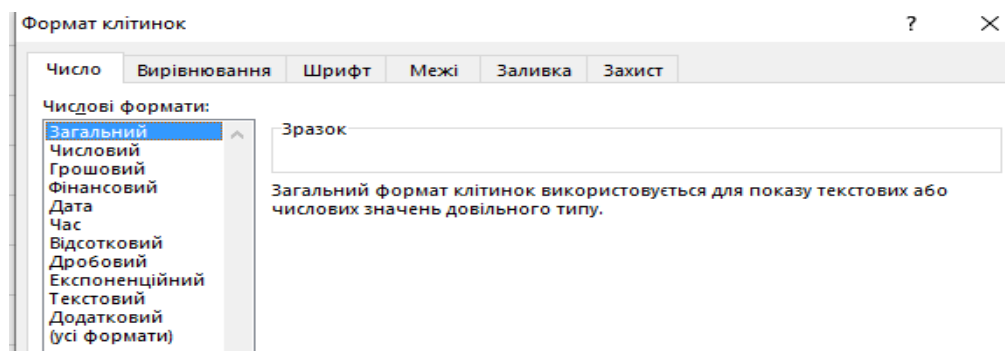 Формат клітинок ? ×
Число Вирівнювання Шрифт Межі Заливка Захист
Числові формати:
Загальний
Числовий
Грошовий
Фінансовий
Дата
Час
Відсотковий
Дробовий
Експоненційний
Текстовий
Додатковий
(усі формати)
Зразок
Загальний формат клітинок використовується для показу текстових або
числових значень довільного типу.